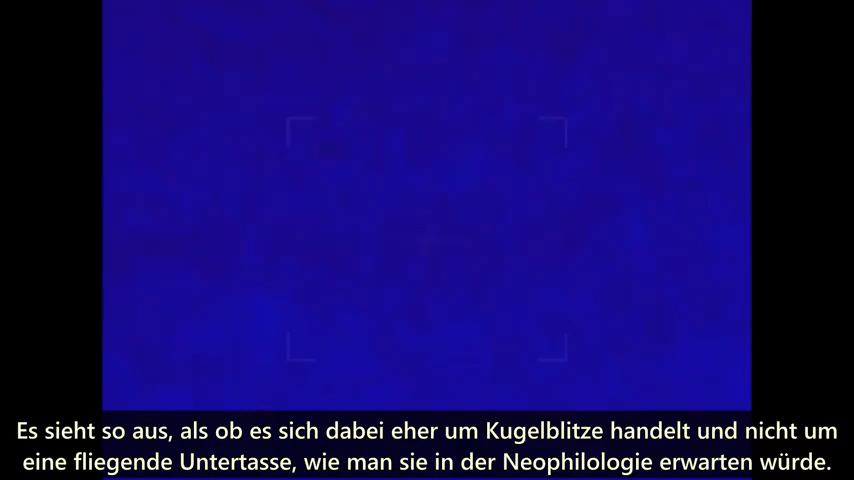 Es sieht so aus, als ob es sich dabei eher um Kugelblitze handelt und nicht um
eine fliegende Untertasse, wie man sie in der Neophilologie erwarten würde.